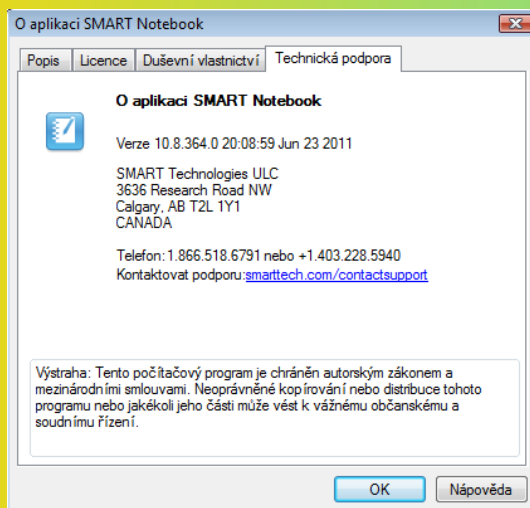 O aplikaci SMART Notebook
Popis
Licence
Duševní vlastnictví
Technická podpora
O aplikaci SMART Notebook
Verze 10.8.364.0 20:08:59 Jun 23 2011
SMART Technologies ULC
3636 Research Road NW
Calgary, AB T2L 1Y1
CANADA
Telefon: 1.866.518.6791 nebo +1.403.228.5940
Kontaktovat podporu:smarttech.com/contactsupport
Výstraha: Tento počítačový program je chráněn autorským zákonem a
mezinárodními smlouvami. Neoprávněné kopírování nebo distribuce tohoto
programu nebo jakékoli jeho části může vést k vážnému občanskému a
soudnímu řízení.
OK
Nápověda